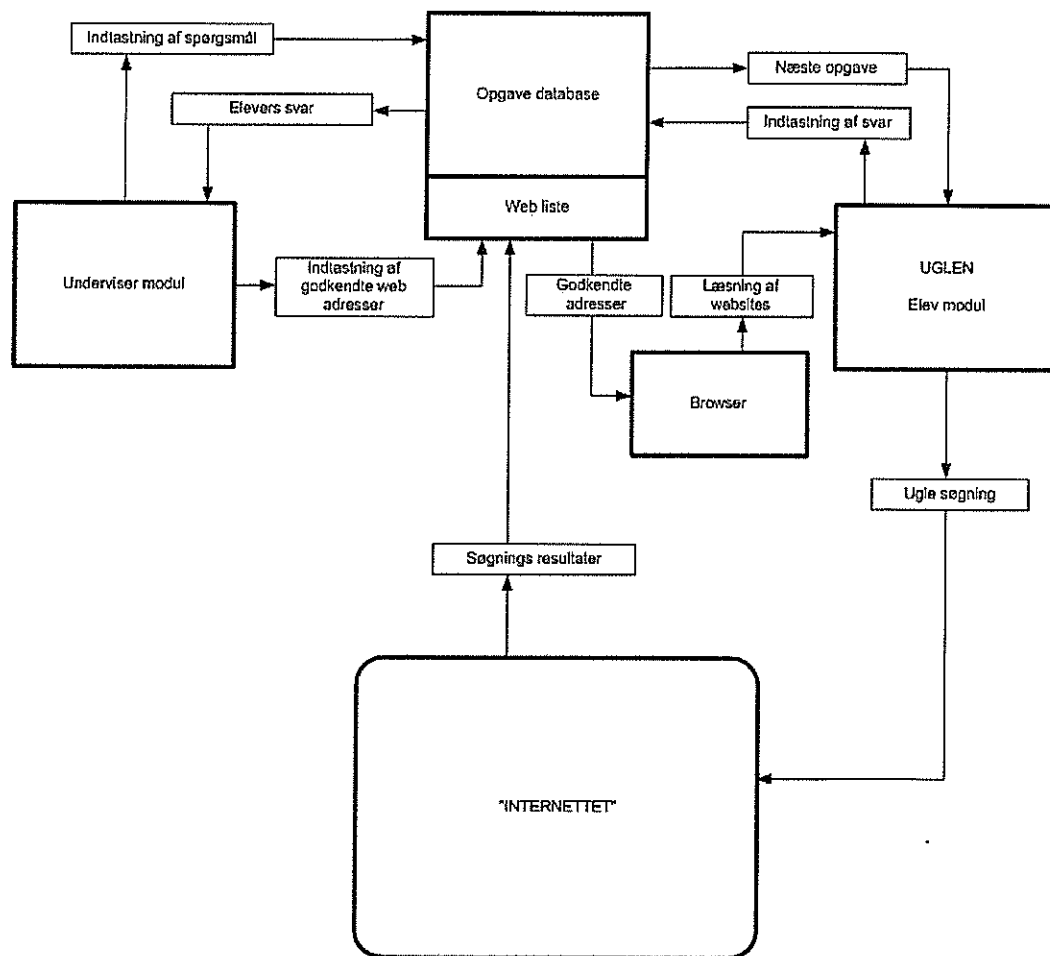 Indtastning af spørgsmål
Elevers svar
Opgave database
Næste opgave
Indtastning af svar
Web liste
Underviser modul
Indtastning af
godkendte web
adresser
Godkendte
adresser
Læsning af
websites
UGLEN
Elev modul
Browser
Ugle søgning
Søgnings resultater
"INTERNETTET"